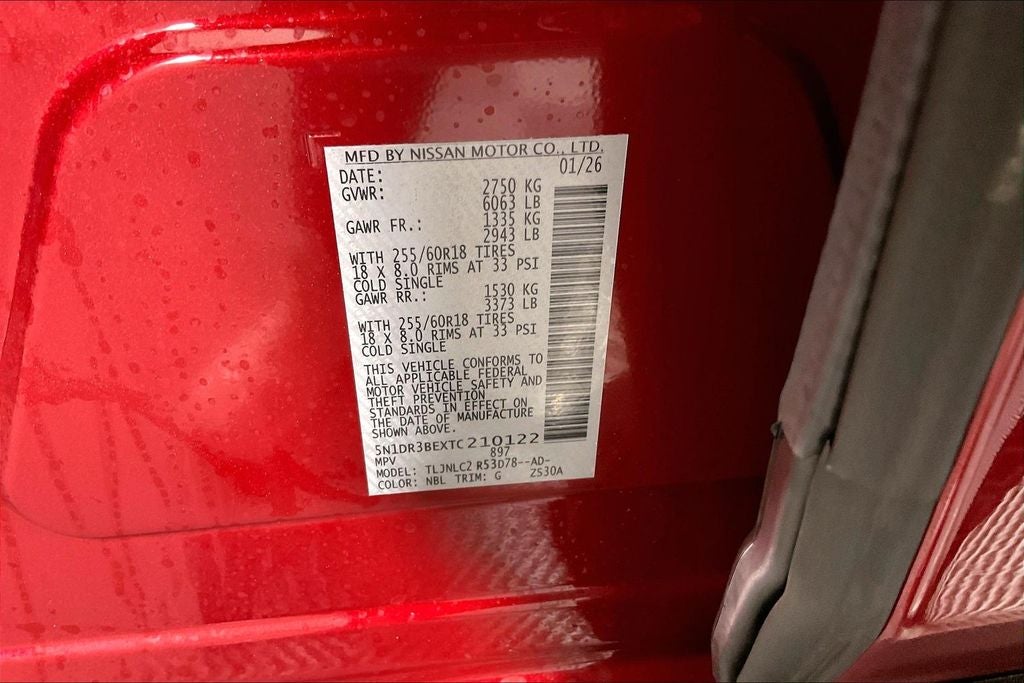 MFD BY NISSAN MOTOR CO., LTD.
DATE: 01/26
GVWR: 2750 KG
6063 LB
GAWR FR.: 1335 KG
2943 LB
WITH 255/60R18 TIRES
18 X 8.0 RIMS AT 33 PSI
COLD SINGLE
GAWR RR.: 1530 KG
3373 LB
WITH 255/60R18 TIRES
18 X 8.0 RIMS AT 33 PSI
COLD SINGLE
THIS VEHICLE CONFORMS TO
ALL APPLICABLE FEDERAL
MOTOR VEHICLE SAFETY AND
THEFT PREVENTION
STANDARDS IN EFFECT ON
THE DATE OF MANUFACTURE
SHOWN ABOVE.
5N1DR3BEXTC210122
MPV 897
MODEL: TLJNLC2 R53D78--AD-
COLOR: NBL TRIM: G ZS30A